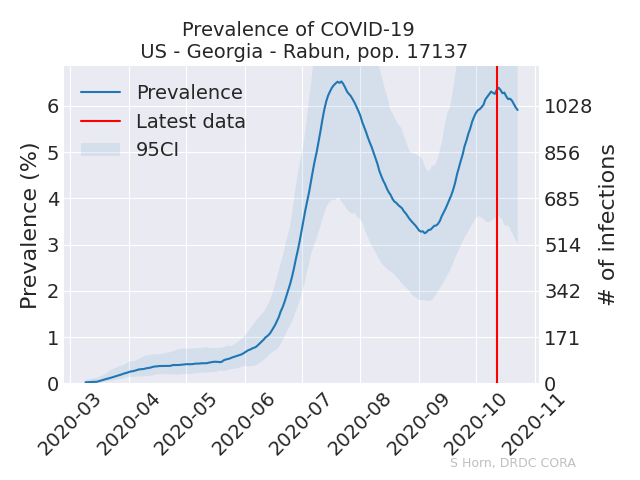 Prevalence of COVID-19
US - Georgia - Rabun, pop. 17137
Prevalence
Latest data
95CI
Prevalence (%)
6
5
4
3
2
1
0
1028
856
685
514
342
171
0
# of infections
2020-03
2020-04
2020-05
2020-06
2020-07
2020-08
2020-09
2020-10
2020-11
S Horn, DRDC CORA